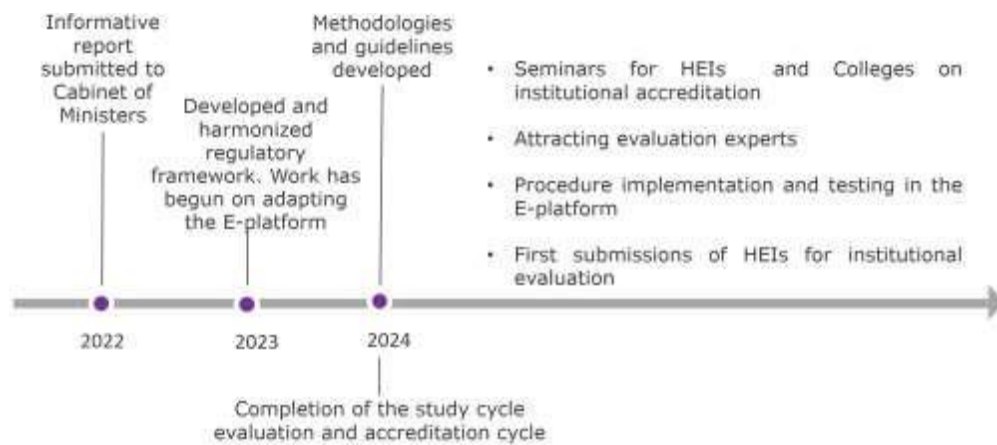 Informative
report
submitted to
Cabinet of
Ministers
Developed and
harmonized
regulatory
framework. Work has
begun on adapting
the E-platform
Methodologies
and guidelines
developed
• Seminars for HEIs and Colleges on
institutional accreditation
• Attracting evaluation experts
• Procedure implementation and testing in the
E-platform
• First submissions of HEIs for institutional
evaluation
2022
2023
2024
Completion of the study cycle
evaluation and accreditation cycle